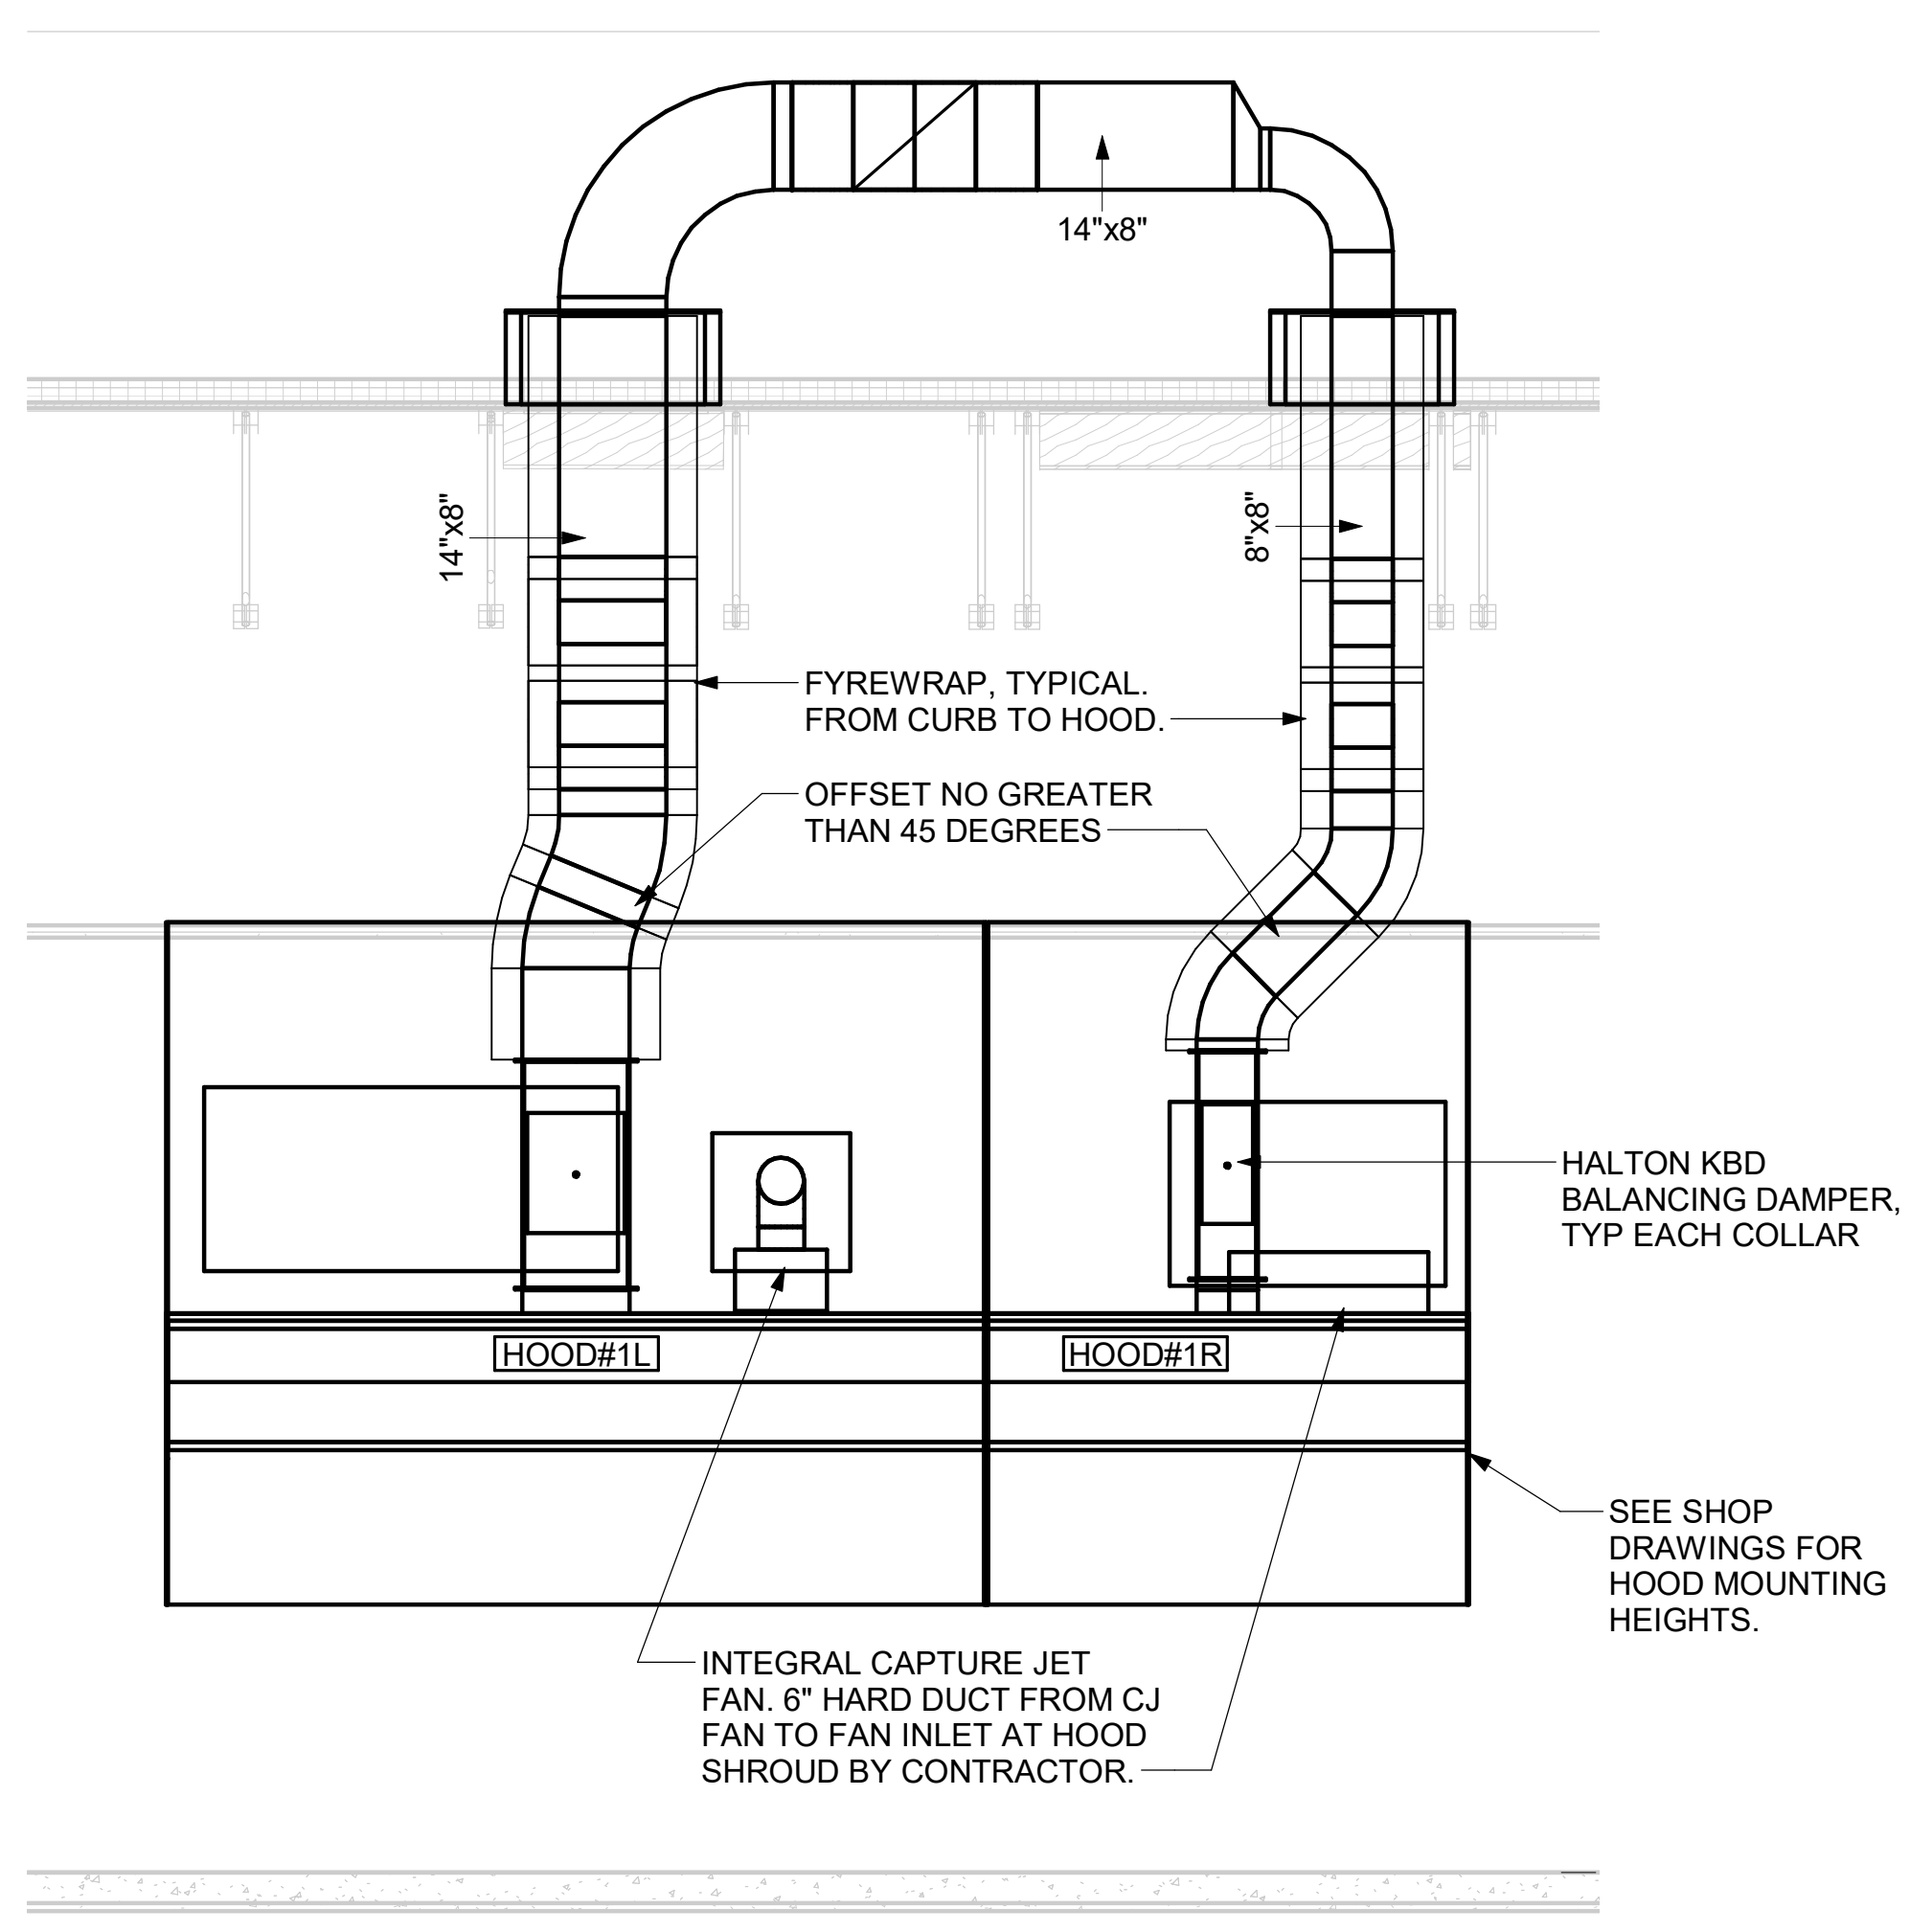 14"x8"
14"x8"
8"x8"
FYREWRAP, TYPICAL.
FROM CURB TO HOOD.
OFFSET NO GREATER
THAN 45 DEGREES
HALTON KBD
BALANCING DAMPER,
TYP EACH COLLAR
HOOD#1L
HOOD#1R
SEE SHOP
DRAWINGS FOR
HOOD MOUNTING
HEIGHTS.
INTEGRAL CAPTURE JET
FAN. 6" HARD DUCT FROM CJ
FAN TO FAN INLET AT HOOD
SHROUD BY CONTRACTOR.